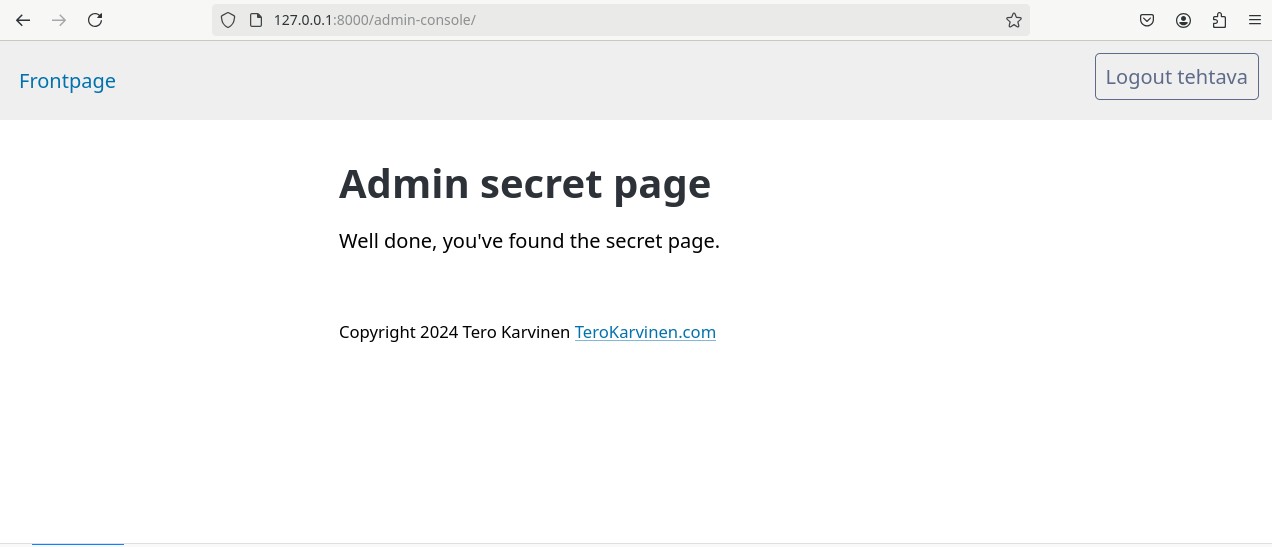 127.0.0.1:8000/admin-console/
Frontpage
Logout tehtava
Admin secret page
Well done, you've found the secret page.
Copyright 2024 Tero Karvinen TeroKarvinen.com